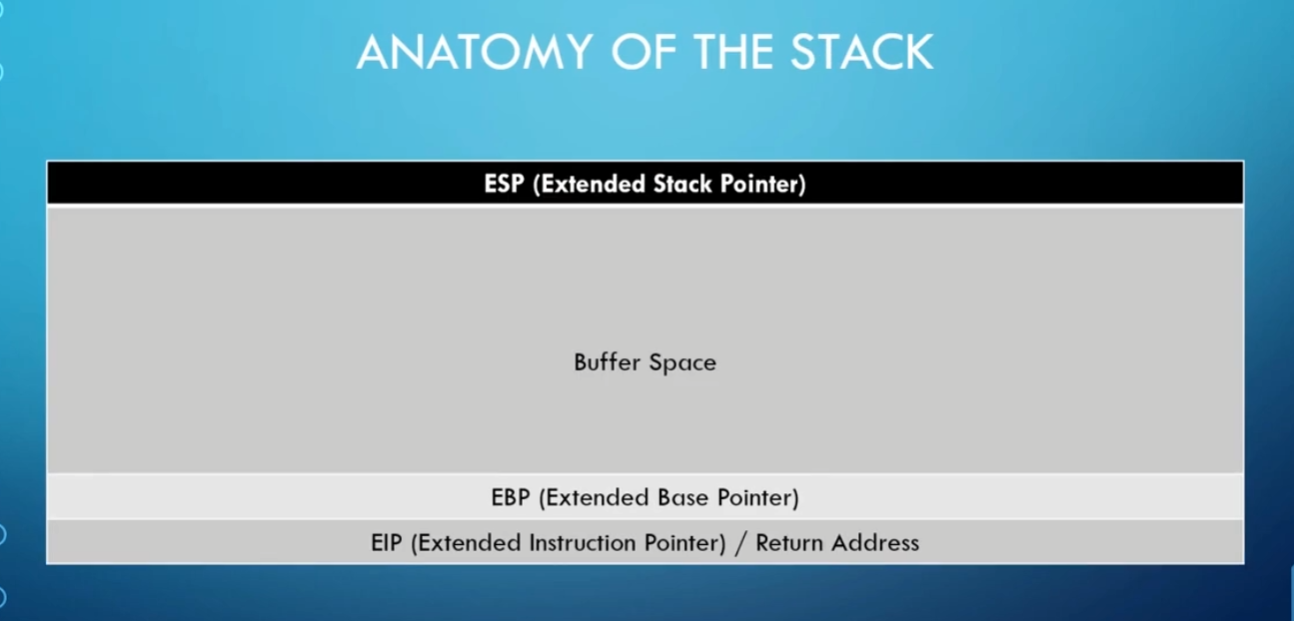 ANATOMY OF THE STACK
ESP (Extended Stack Pointer)
Buffer Space
EBP (Extended Base Pointer)
EIP (Extended Instruction Pointer) / Return Address